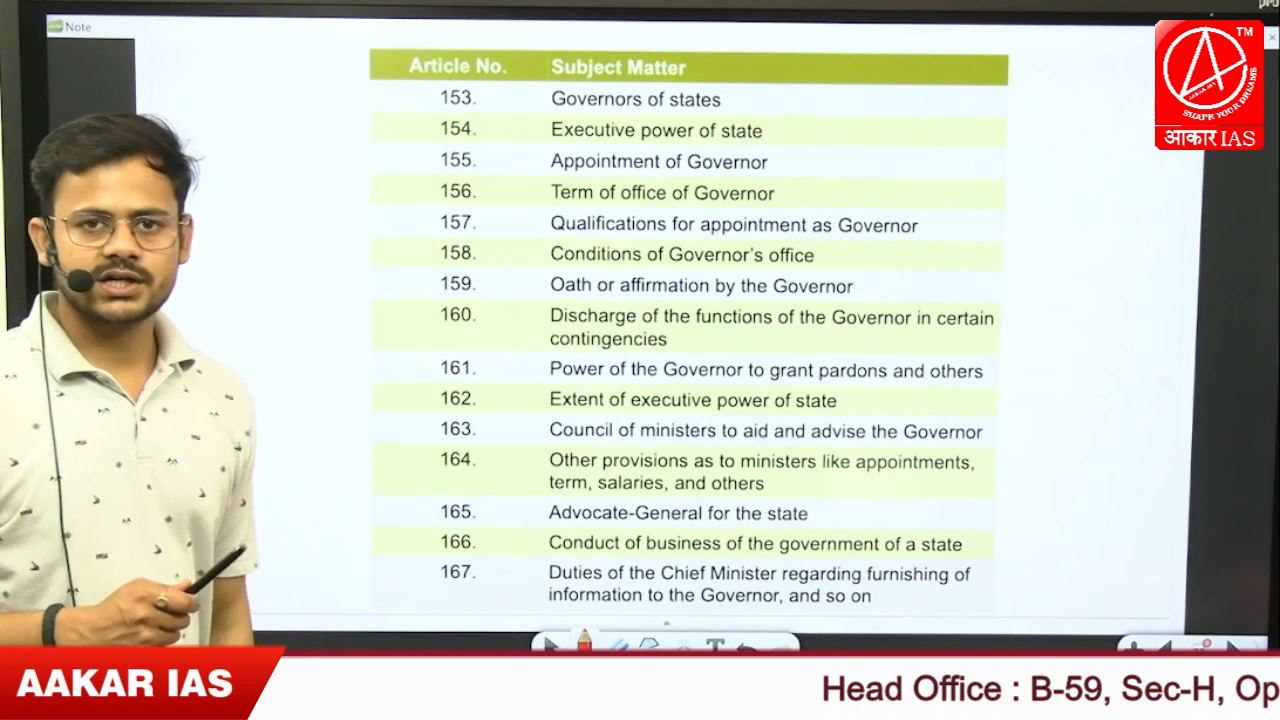 Note
Article No. Subject Matter
153. Governors of states
154. Executive power of state
155. Appointment of Governor
156. Term of office of Governor
157. Qualifications for appointment as Governor
158. Conditions of Governor's office
159. Oath or affirmation by the Governor
160. Discharge of the functions of the Governor in certain
contingencies
161. Power of the Governor to grant pardons and others
162. Extent of executive power of state
163. Council of ministers to aid and advise the Governor
164. Other provisions as to ministers like appointments,
term, salaries, and others
165. Advocate-General for the state
166. Conduct of business of the government of a state
167. Duties of the Chief Minister regarding furnishing of
information to the Governor, and so on
TM
A
SHAPE YOUR DREAMS
आकार IAS
AAKAR IAS
Head Office : B-59, Sec-H, Op